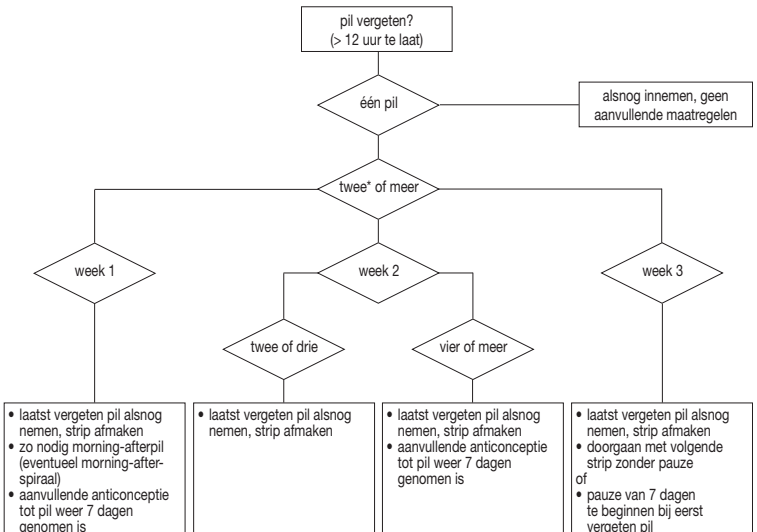 pil vergeten?
(> 12 uur te laat)
één pil
alsnog innemen, geen
aanvullende maatregelen
twee* of meer
week 1
week 2
week 3
twee of drie
vier of meer
• laatst vergeten pil alsnog
nemen, strip afmaken
• zo nodig morning-afterpil
(eventueel morning-after-
spiraal)
• aanvullende anticonceptie
tot pil weer 7 dagen
genomen is
• laatst vergeten pil alsnog
nemen, strip afmaken
• laatst vergeten pil alsnog
nemen, strip afmaken
• aanvullende anticonceptie
tot pil weer 7 dagen
genomen is
• laatst vergeten pil alsnog
nemen, strip afmaken
• doorgaan met volgende
strip zonder pauze
of
• pauze van 7 dagen
te beginnen bij eerst
vergeten pil